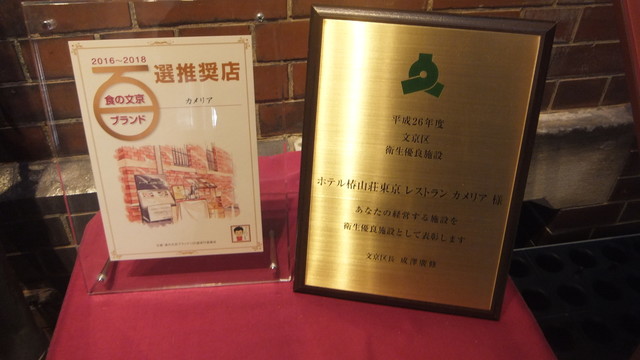 2016～2018
百選推奨店
食の文京
ブランド
カメリア
平成26年度
文京区
衛生優良施設
ホテル椿山荘東京 レストラン カメリア 様
あなたの経営する施設を
衛生優良施設として表彰します
文京区長 成澤廣修